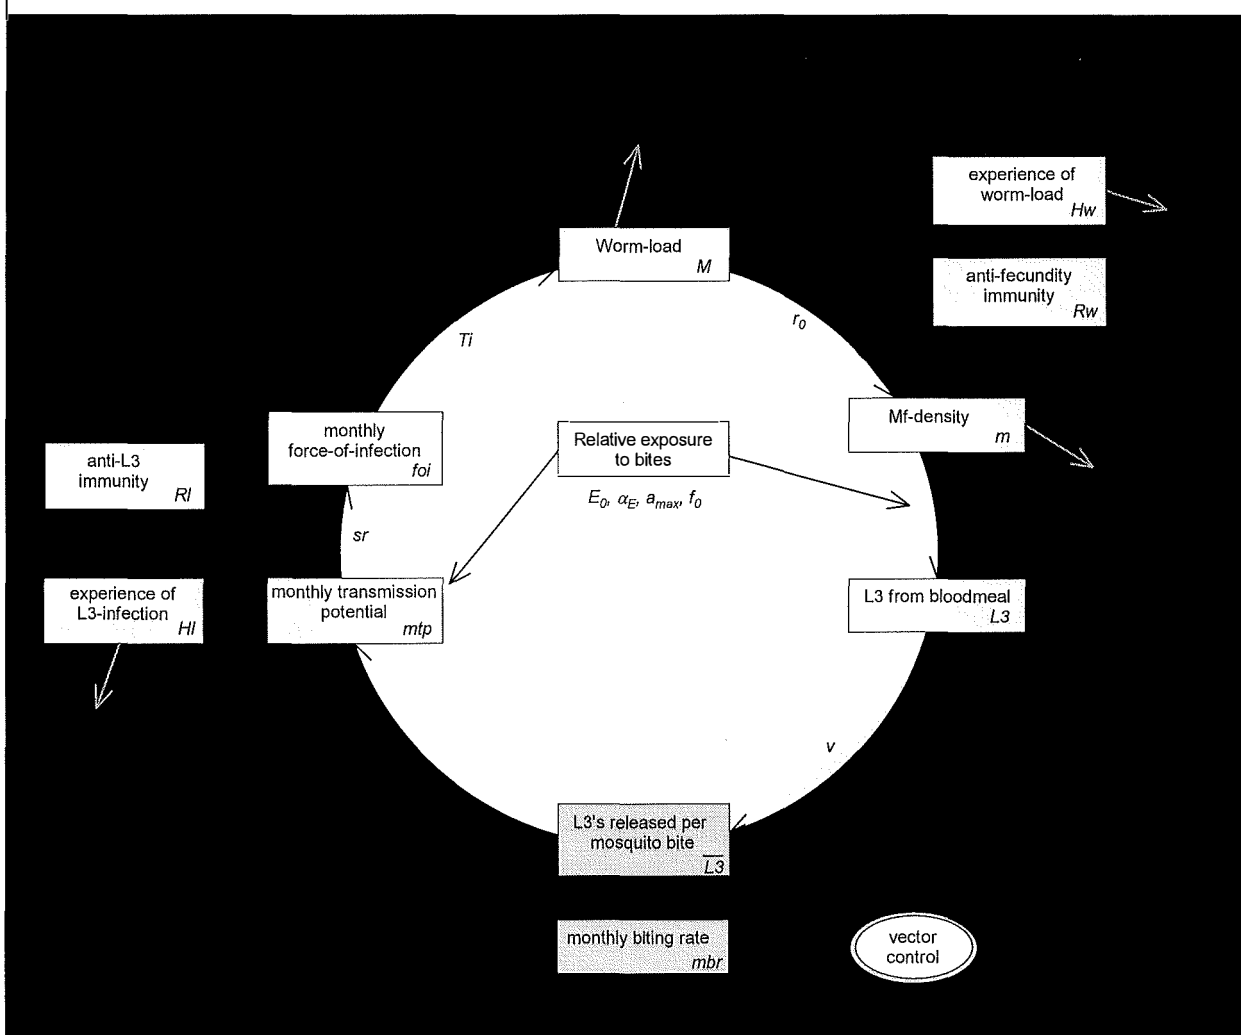 experience of
worm-load
Hw
Worm-load
M
anti-fecundity
immunity
Rw
r0
Ti
monthly
force-of-infection
foi
Relative exposure
to bites
E0, αE, amax, f0
Mf-density
m
anti-L3
immunity
Rl
sr
experience of
L3-infection
Hl
monthly transmission
potential
mtp
L3 from bloodmeal
L3
v
L3's released per
mosquito bite
L3
monthly biting rate
mbr
vector
control